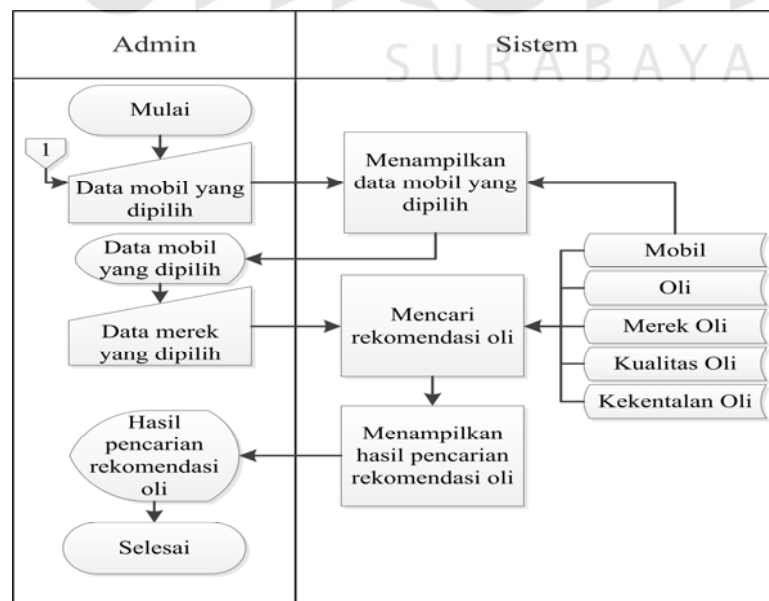 Admin
Sistem
SURABAYA
Mulai
1
Data mobil yang
dipilih
Menampilkan
data mobil yang
dipilih
Data mobil
yang dipilih
Mobil
Oli
Merek Oli
Kualitas Oli
Kekentalan Oli
Data merek
yang dipilih
Mencari
rekomendasi oli
Hasil
pencarian
rekomendasi
oli
Menampilkan
hasil pencarian
rekomendasi oli
Selesai